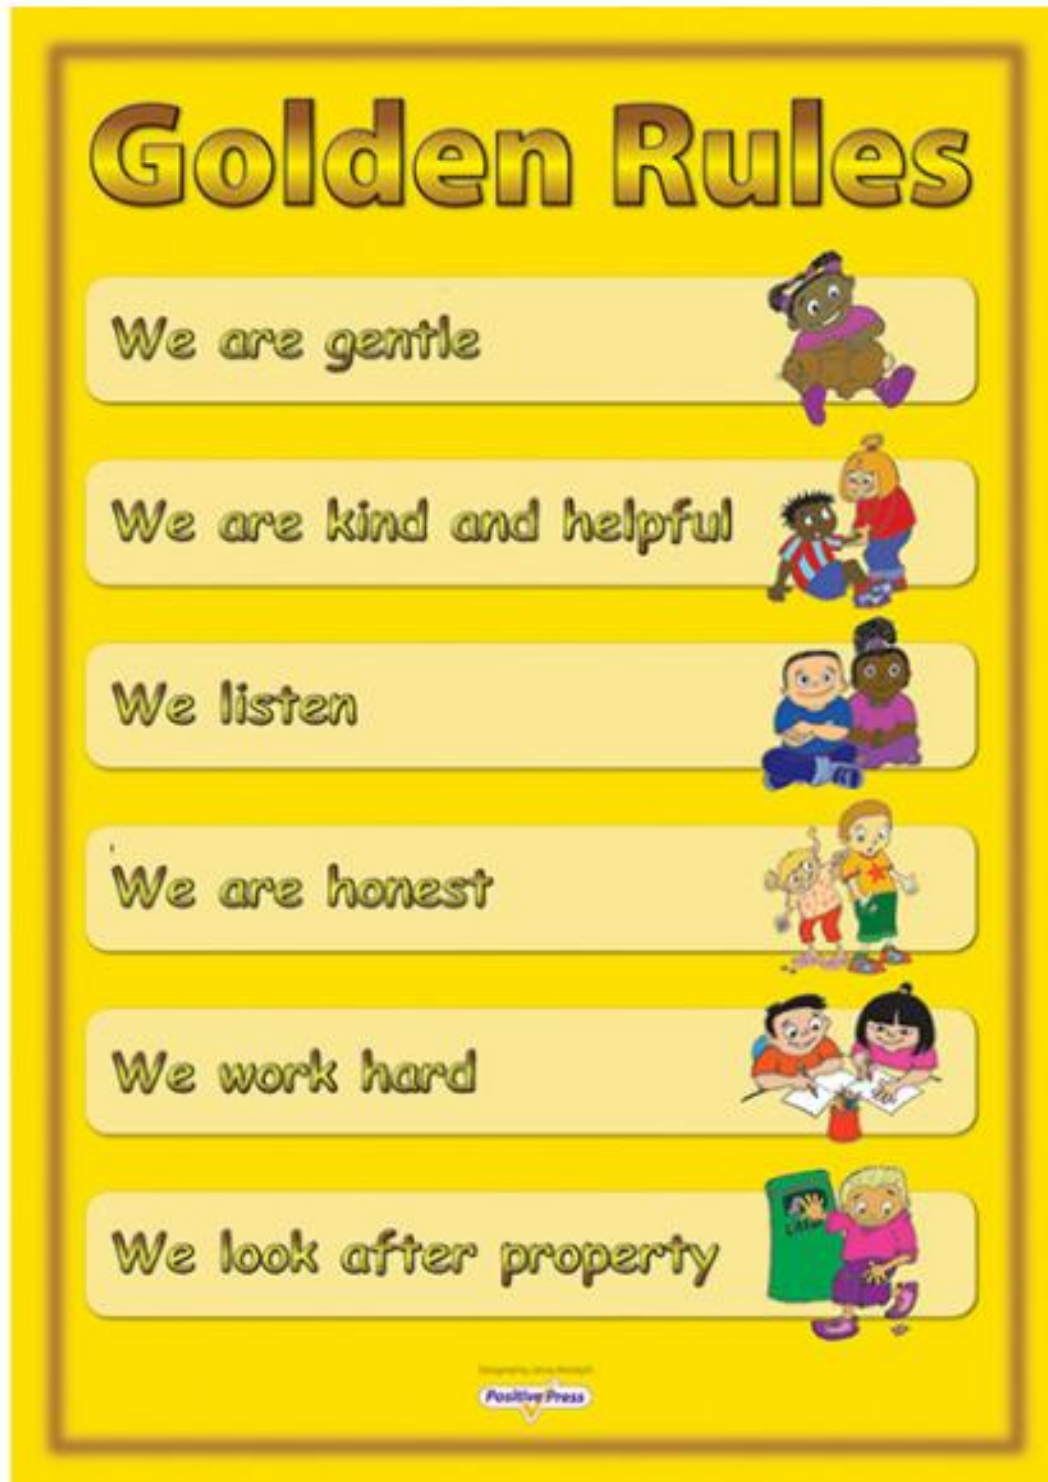 Golden Rules
We are gentle
We are kind and helpful
We listen
We are honest
We work hard
We look after property
Litter
Positive Press